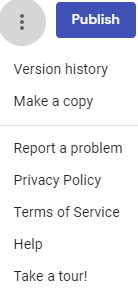 Publish
Version history
Make a copy
Report a problem
Privacy Policy
Terms of Service
Help
Take a tour!